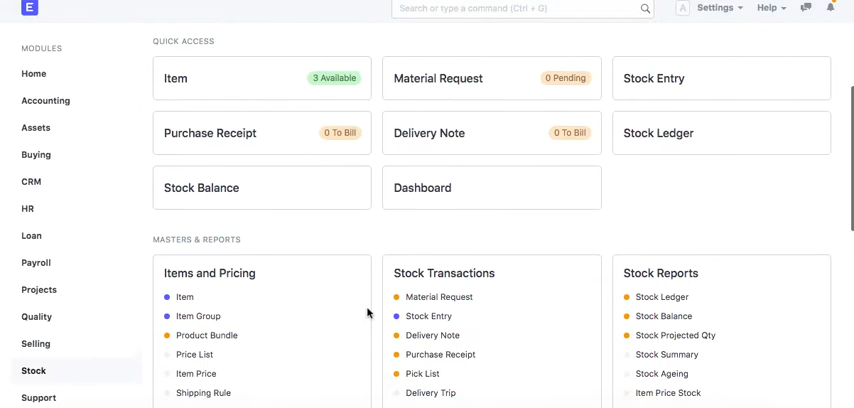 E
Search or type a command (Ctrl + G)
A
Settings
Help
MODULES
Home
Accounting
Assets
Buying
CRM
HR
Loan
Payroll
Projects
Quality
Selling
Stock
Support
QUICK ACCESS
Item 3 Available
Material Request 0 Pending
Stock Entry
Purchase Receipt 0 To Bill
Delivery Note 0 To Bill
Stock Ledger
Stock Balance
Dashboard
MASTERS & REPORTS
Items and Pricing
Item
Item Group
Product Bundle
Price List
Item Price
Shipping Rule
Stock Transactions
Material Request
Stock Entry
Delivery Note
Purchase Receipt
Pick List
Delivery Trip
Stock Reports
Stock Ledger
Stock Balance
Stock Projected Qty
Stock Summary
Stock Ageing
Item Price Stock